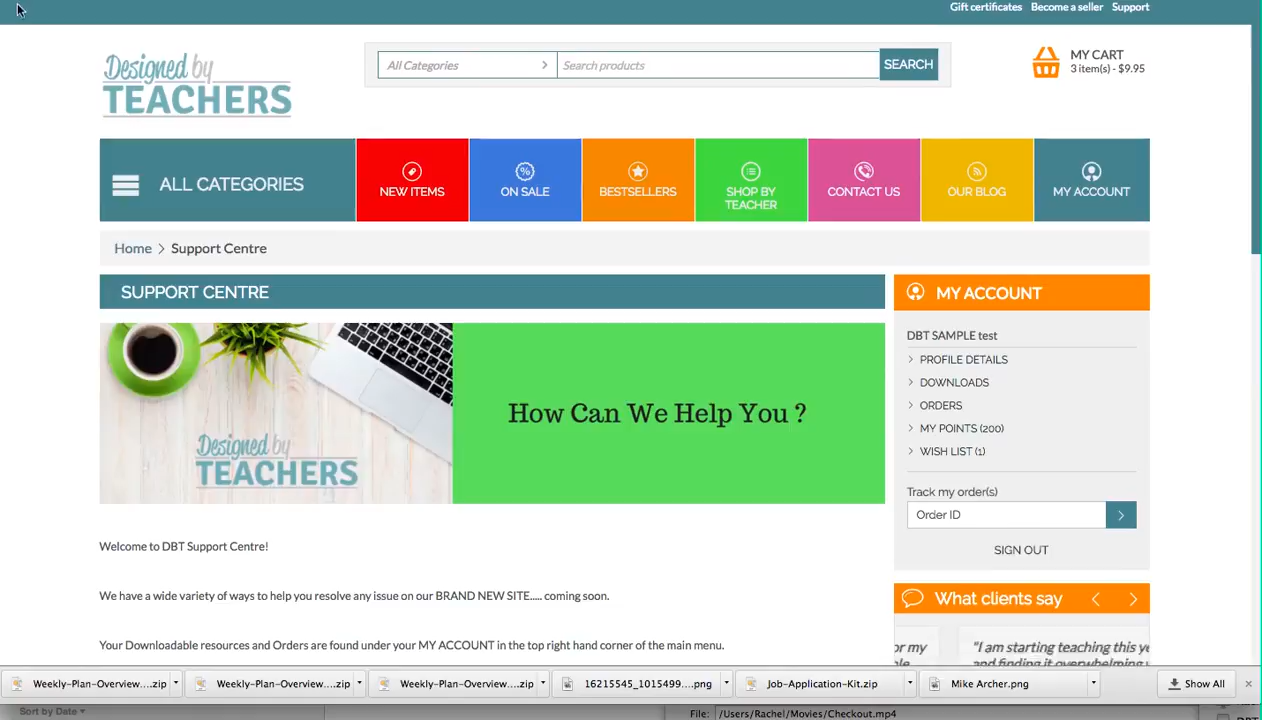 Gift certificates Become a seller Support
Designed by
TEACHERS
All Categories
Search products
SEARCH
MY CART
3 item(s) - $9.95
ALL CATEGORIES
NEW ITEMS
ON SALE
BESTSELLERS
SHOP BY
TEACHER
CONTACT US
OUR BLOG
MY ACCOUNT
Home > Support Centre
SUPPORT CENTRE
Designed by
TEACHERS
How Can We Help You ?
Welcome to DBT Support Centre!
We have a wide variety of ways to help you resolve any issue on our BRAND NEW SITE..... coming soon.
Your Downloadable resources and Orders are found under your MY ACCOUNT in the top right hand corner of the main menu.
MY ACCOUNT
DBT SAMPLE test
PROFILE DETAILS
DOWNLOADS
ORDERS
MY POINTS (200)
WISH LIST (1)
Track my order(s)
Order ID
SIGN OUT
What clients say
or my
"I am starting teaching this ye
and finding it overwhelming
Weekly-Plan-Overview....zip
Weekly-Plan-Overview....zip
Weekly-Plan-Overview....zip
16215545_1015499....png
Job-Application-Kit.zip
Mike Archer.png
Show All
Sort by Date
File: /Users/Rachel/Movies/Checkout.mp4